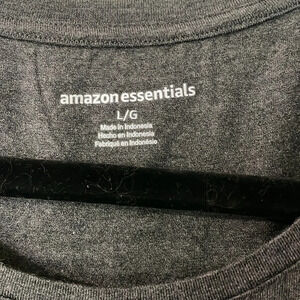 amazon essentials
L/G
Made in Indonesia
Hecho en Indonesia
Fabriqué en Indonésie